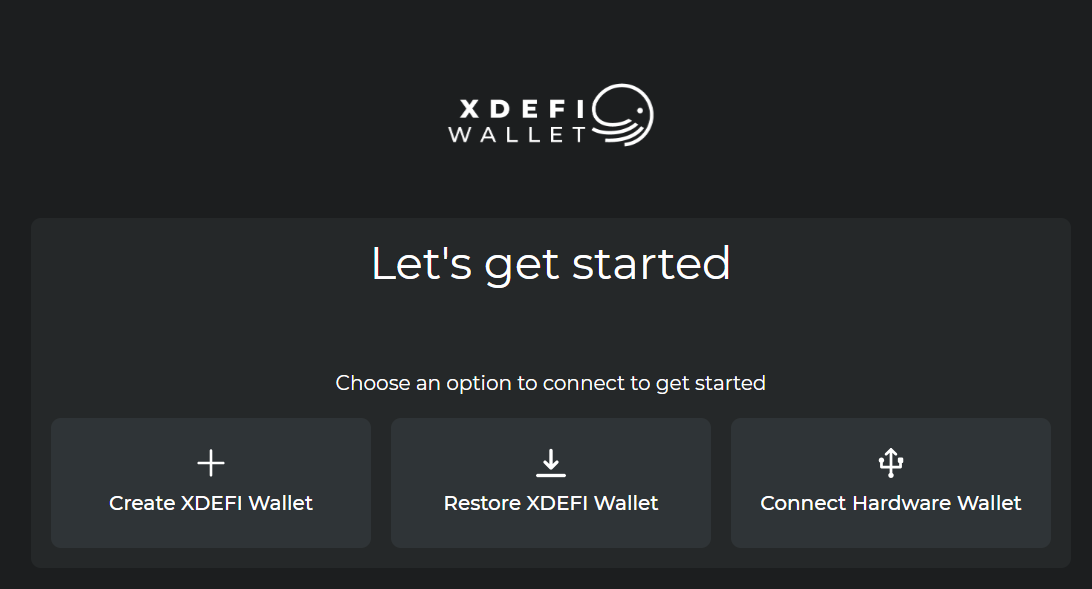 XDEFI
WALLET
Let's get started
Choose an option to connect to get started
Create XDEFI Wallet
Restore XDEFI Wallet
Connect Hardware Wallet